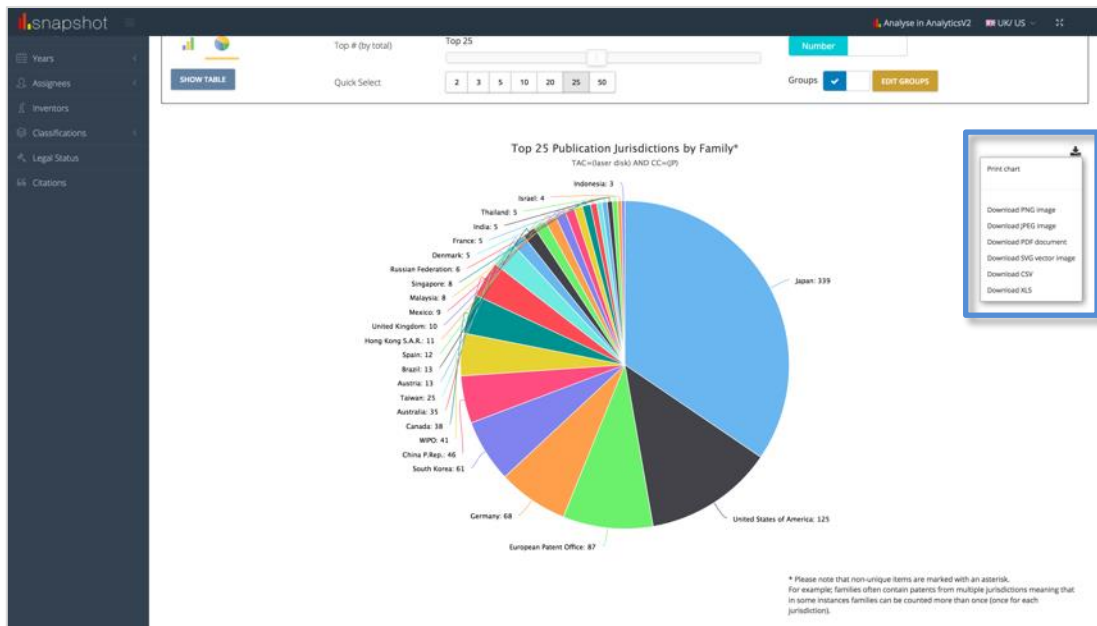 snapshot
Analyse in AnalyticsV2
UK/ US
Years
Assignees
Inventors
Classifications
Legal Status
Citations
Top # (by total)
Top 25
Number
SHOW TABLE
Quick Select
2 3 5 10 20 25 50
Groups
EDIT GROUPS
Top 25 Publication Jurisdictions by Family*
TAC=(laser disk) AND CC=(JP)
Print chart
Download PNG image
Download JPEG image
Download PDF document
Download SVG vector image
Download CSV
Download XLS
Indonesia: 3
Israel: 4
Thailand: 5
India: 5
France: 5
Denmark: 5
Russian Federation: 6
Singapore: 8
Malaysia: 8
Mexico: 9
United Kingdom: 10
Hong Kong S.A.R.: 11
Spain: 12
Brazil: 13
Austria: 13
Taiwan: 25
Australia: 35
Canada: 38
WIPO: 41
China P.Rep.: 46
South Korea: 61
Germany: 68
European Patent Office: 87
United States of America: 125
Japan: 339
* Please note that non-unique items are marked with an asterisk.
For example; families often contain patents from multiple jurisdictions meaning that
in some instances families can be counted more than once (once for each
jurisdiction).